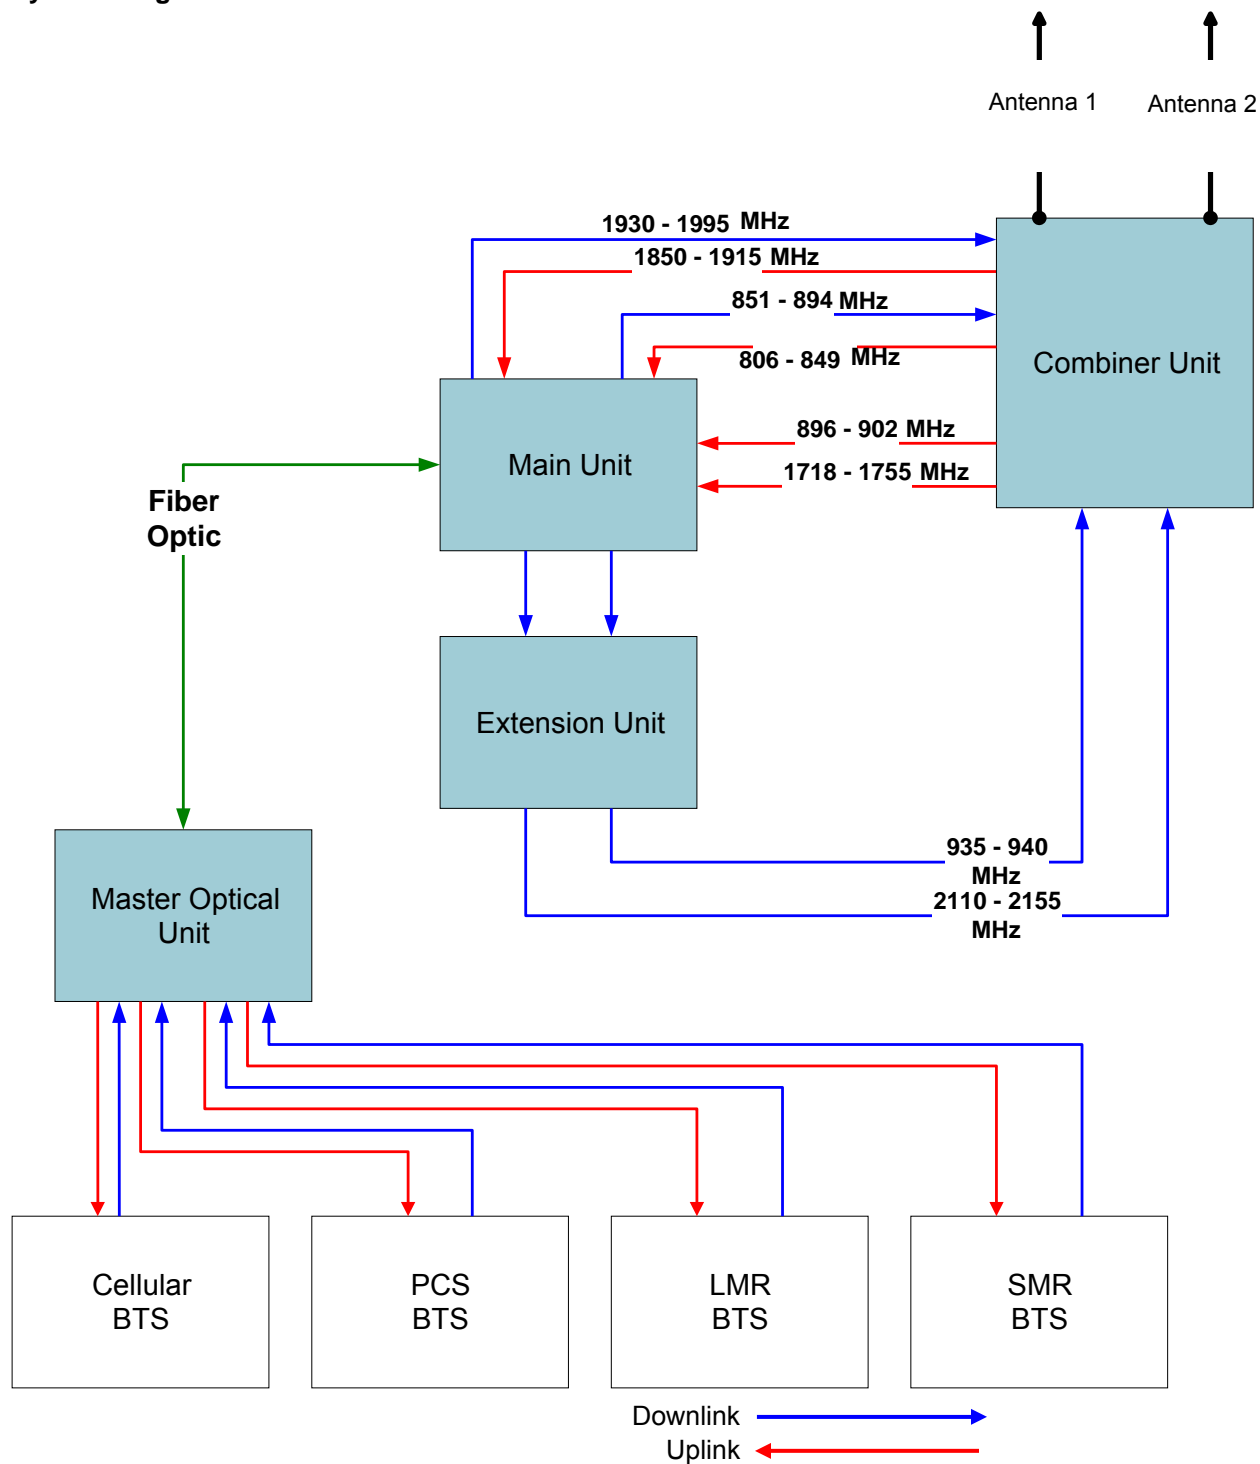 Antenna 1
Antenna 2
1930 - 1995 MHz
1850 - 1915 MHz
851 - 894 MHz
806 - 849 MHz
Combiner Unit
896 - 902 MHz
1718 - 1755 MHz
Main Unit
Fiber
Optic
Extension Unit
935 - 940
MHz
2110 - 2155
MHz
Master Optical
Unit
Cellular
BTS
PCS
BTS
LMR
BTS
SMR
BTS
Downlink
Uplink